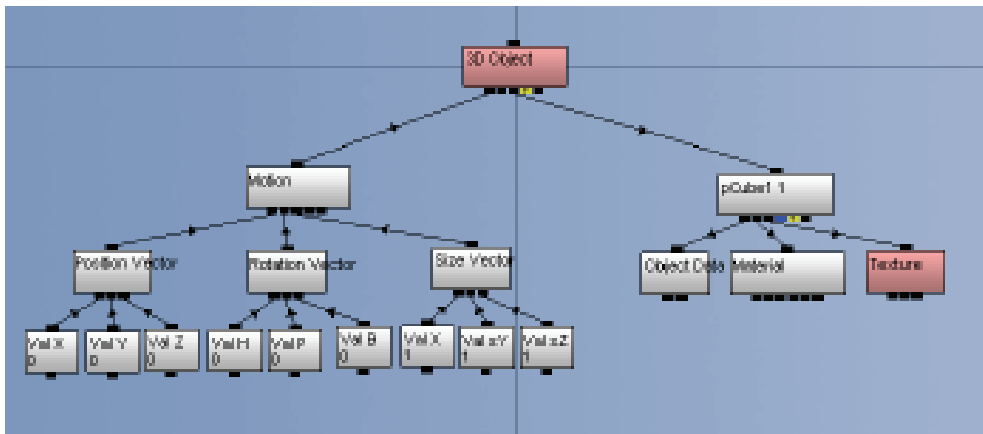 3D Object
Motion
pCube1 1
Position Vector
Rotation Vector
Size Vector
Object Data
Material
Texture
Val X
0
Val Y
0
Val Z
0
Val H
0
Val P
0
Val B
0
Val X
1
Val sY
1
Val sZ
1